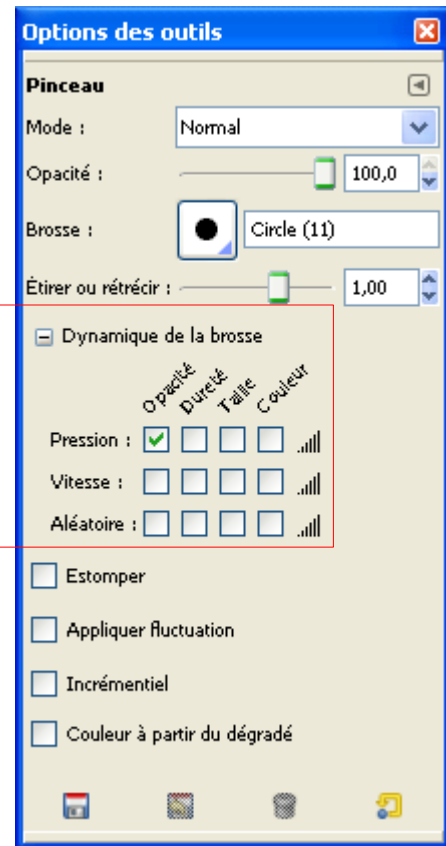 Options des outils
Pinceau
Mode : Normal
Opacité : 100,0
Brosse : Circle (11)
Étirer ou rétrécir : 1,00
Dynamique de la brosse
Opacité Dureté Taille Couleur
Pression :
Vitesse :
Aléatoire :
Estomper
Appliquer fluctuation
Incrémentiel
Couleur à partir du dégradé